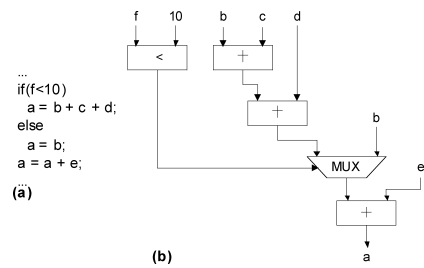 f 10 b c d
< +
...
if(f<10)
a = b + c + d;
+
else
b
a = b;
MUX
a = a + e;
e
...
(a)
+
(b)
a